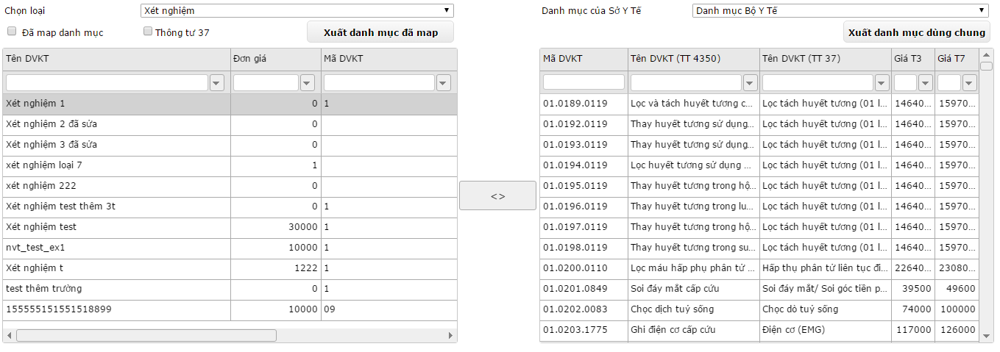 Chọn loại Xét nghiệm
Đã map danh mục Thông tư 37 Xuất danh mục đã map
Tên DVKT Đơn giá Mã DVKT
Xét nghiệm 1 0 1
Xét nghiệm 2 đã sửa 0
Xét nghiệm 3 đã sửa 0
xét nghiệm loại 7 1
xét nghiệm 222 0
Xét nghiệm test thêm 3t 0 1
Xét nghiệm test 30000 1
nvt_test_ex1 10000 1
Xét nghiệm t 1222 1
test thêm trường 0 1
155555151551518899 10000 09
<>
Danh mục của Sở Y Tế Danh mục Bộ Y Tế
Xuất danh mục dùng chung
Mã DVKT Tên DVKT (TT 4350) Tên DVKT (TT 37) Giá T3 Giá T7
01.0189.0119 Lọc và tách huyết tương c... Lọc tách huyết tương (01 l... 14640... 15970...
01.0192.0119 Thay huyết tương sử dụng... Lọc tách huyết tương (01 l... 14640... 15970...
01.0193.0119 Thay huyết tương sử dụng... Lọc tách huyết tương (01 l... 14640... 15970...
01.0194.0119 Lọc huyết tương sử dụng ... Lọc tách huyết tương (01 l... 14640... 15970...
01.0195.0119 Thay huyết tương trong hộ... Lọc tách huyết tương (01 l... 14640... 15970...
01.0196.0119 Thay huyết tương trong lu... Lọc tách huyết tương (01 l... 14640... 15970...
01.0197.0119 Thay huyết tương trong hộ... Lọc tách huyết tương (01 l... 14640... 15970...
01.0198.0119 Thay huyết tương trong su... Lọc tách huyết tương (01 l... 14640... 15970...
01.0200.0110 Lọc máu hấp phụ phân tử ... Hấp thụ phân tử liên tục đi... 22640... 23080...
01.0201.0849 Soi đáy mắt cấp cứu Soi đáy mắt/ Soi góc tiền p... 39500 49600
01.0202.0083 Chọc dịch tuỷ sống Chọc dò tuỷ sống 74000 100000
01.0203.1775 Ghi điện cơ cấp cứu Điện cơ (EMG) 117000 126000